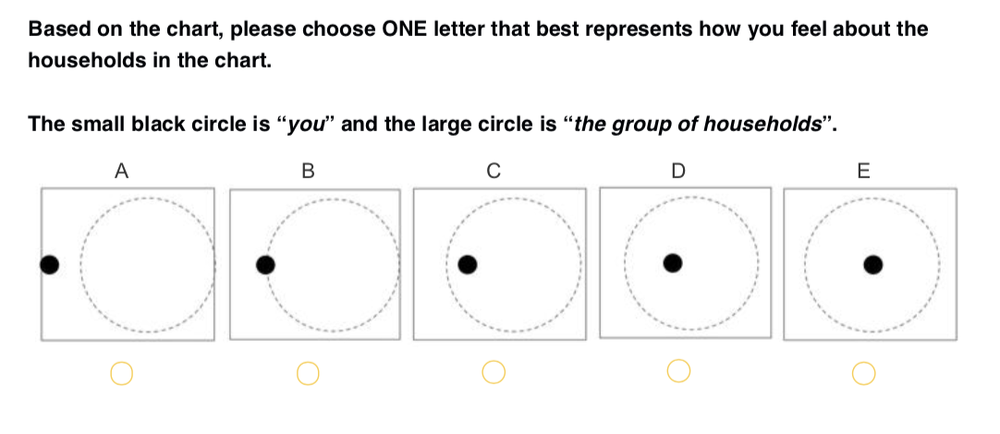 Based on the chart, please choose ONE letter that best represents how you feel about the
households in the chart.
The small black circle is “you” and the large circle is “the group of households”.
A B C D E